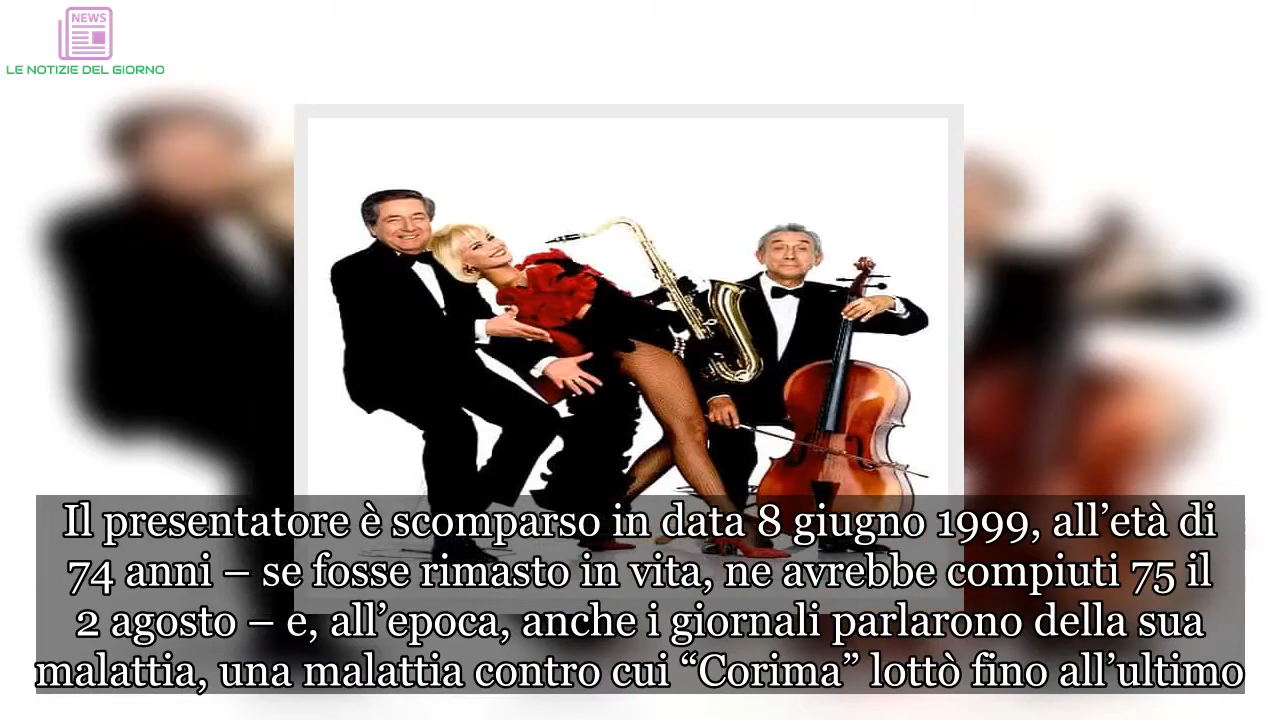 NEWS
LE NOTIZIE DEL GIORNO
Il presentatore è scomparso in data 8 giugno 1999, all’età di
74 anni – se fosse rimasto in vita, ne avrebbe compiuti 75 il
2 agosto – e, all’epoca, anche i giornali parlarono della sua
malattia, una malattia contro cui “Corima” lottò fino all’ultimo